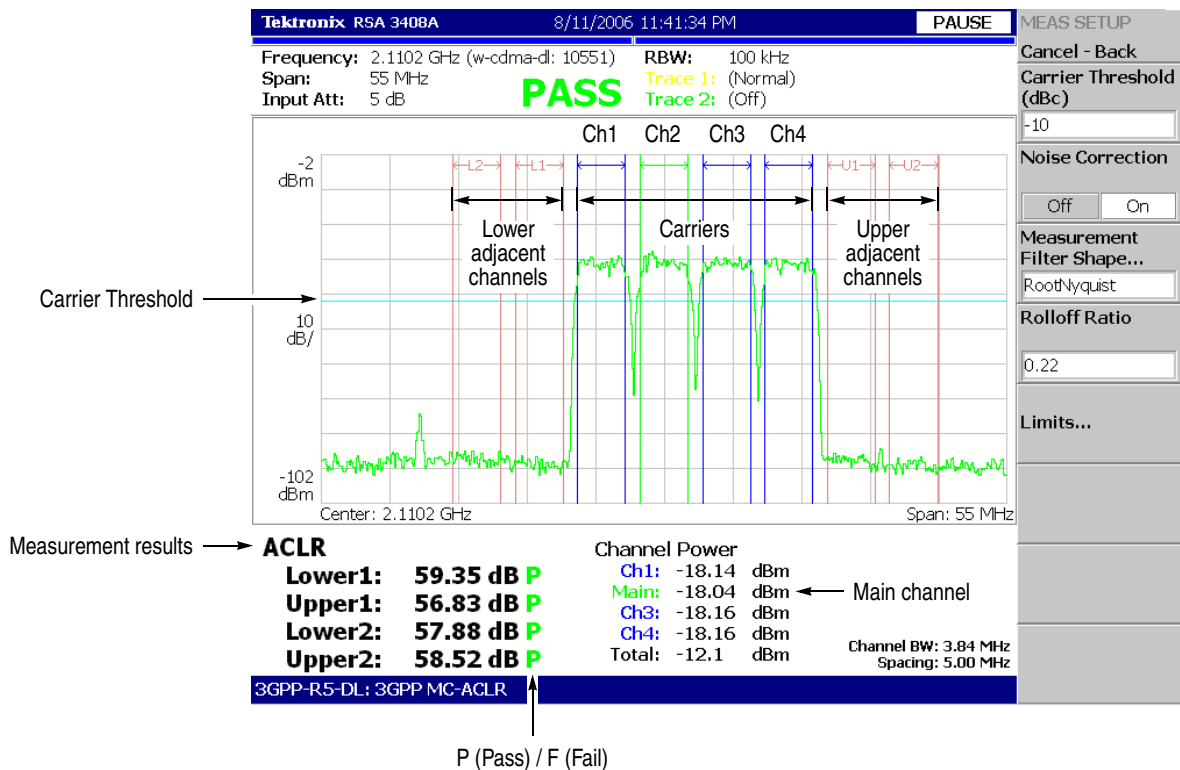 Tektronix RSA 3408A 8/11/2006 11:41:34 PM PAUSE
Frequency: 2.1102 GHz (w-cdma-dl: 10551) RBW: 100 kHz
Span: 55 MHz Trace 1: (Normal)
Input Att: 5 dB PASS Trace 2: (Off)
MEAS SETUP
Cancel - Back
Carrier Threshold
(dBc)
-10
Noise Correction
Off On
Measurement
Filter Shape...
RootNyquist
Rolloff Ratio
0.22
Limits...
Ch1 Ch2 Ch3 Ch4
-2
dBm
L2 L1 U1 U2
Lower
adjacent
channels
Carriers
Upper
adjacent
channels
Carrier Threshold
10
dB/
-102
dBm
Center: 2.1102 GHz Span: 55 MHz
Measurement results
ACLR
Lower1: 59.35 dB P
Upper1: 56.83 dB P
Lower2: 57.88 dB P
Upper2: 58.52 dB P
Channel Power
Ch1: -18.14 dBm
Main: -18.04 dBm
Ch3: -18.16 dBm
Ch4: -18.16 dBm
Total: -12.1 dBm
Main channel
Channel BW: 3.84 MHz
Spacing: 5.00 MHz
3GPP-R5-DL: 3GPP MC-ACLR
P (Pass) / F (Fail)